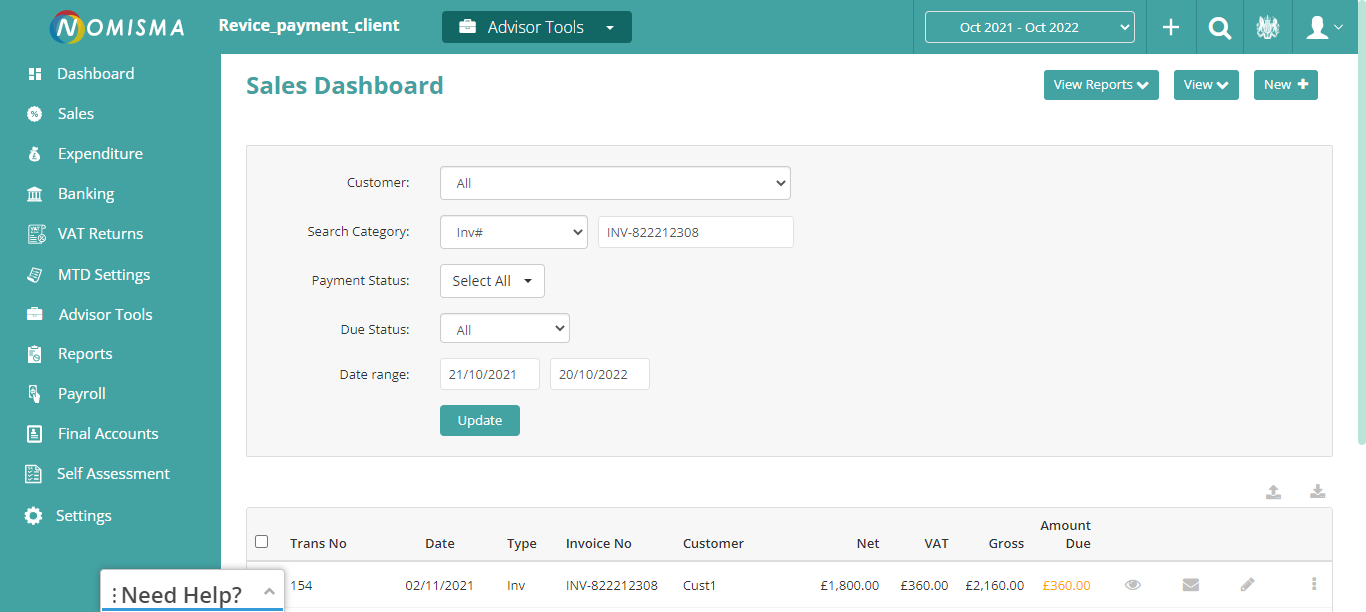 NOMISMA
Revice_payment_client
Advisor Tools
Oct 2021 - Oct 2022
Dashboard
Sales
Expenditure
Banking
VAT Returns
MTD Settings
Advisor Tools
Reports
Payroll
Final Accounts
Self Assessment
Settings
Sales Dashboard
View Reports
View
New
Customer: All
Search Category: Inv# INV-822212308
Payment Status: Select All
Due Status: All
Date range: 21/10/2021 20/10/2022
Update
Trans No Date Type Invoice No Customer Net VAT Gross Amount Due
154 02/11/2021 Inv INV-822212308 Cust1 £1,800.00 £360.00 £2,160.00 £360.00
Need Help?